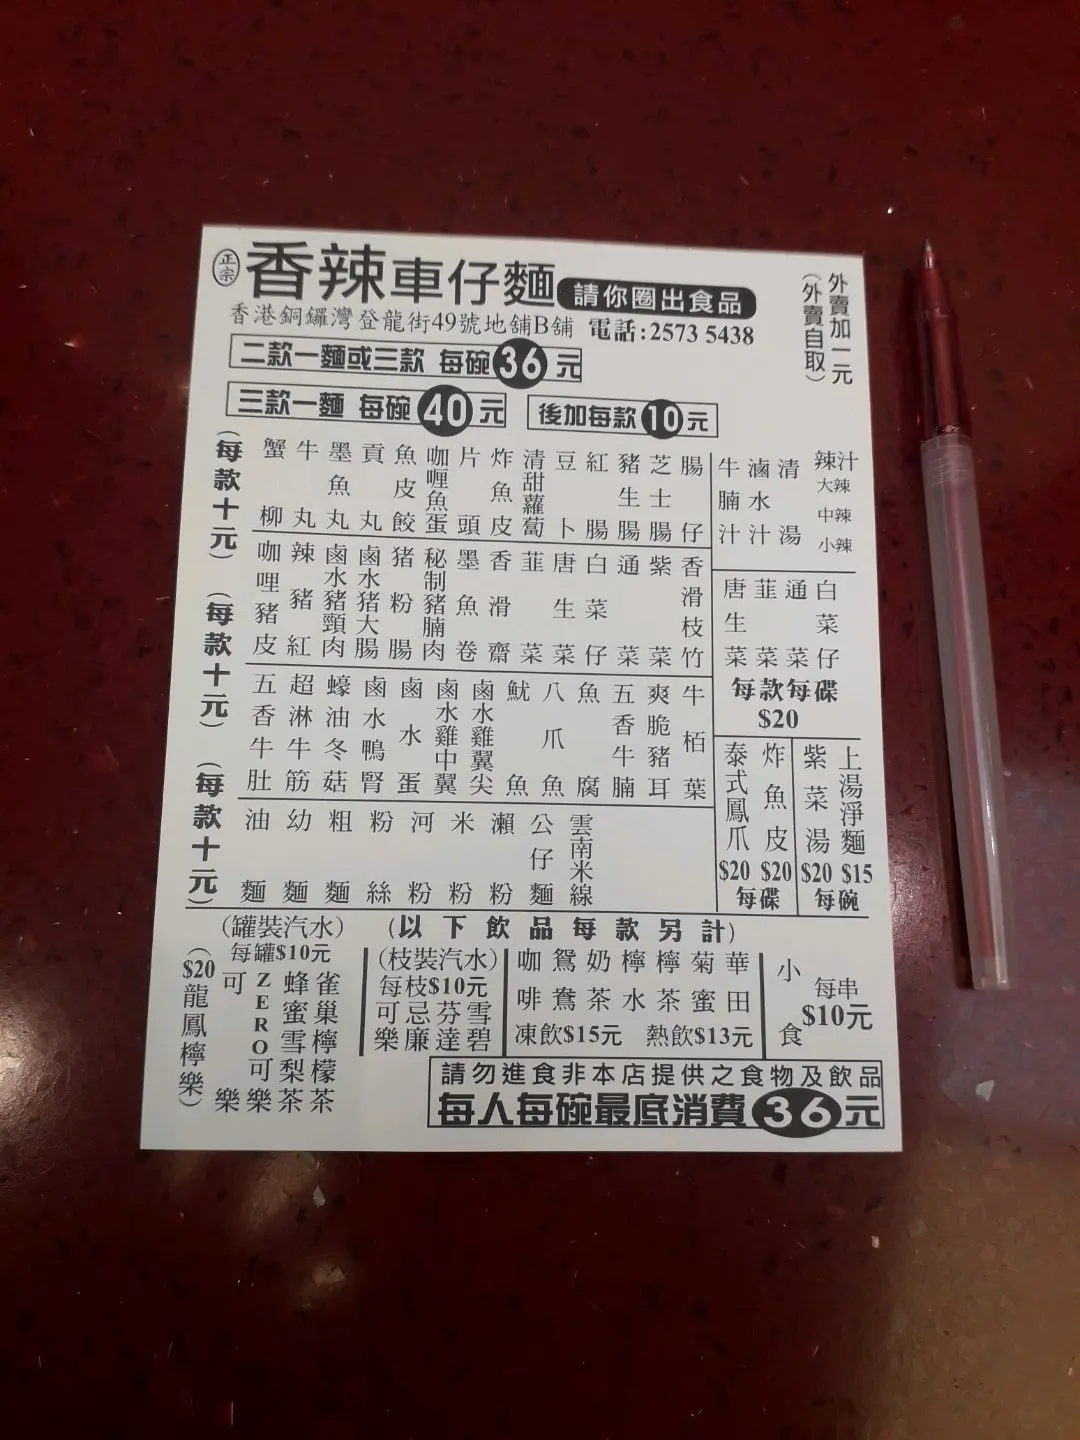 正宗 香辣車仔麵 請你圈出食品
香港銅鑼灣登龍街49號地舖B舖 電話:2573 5438
外賣加一元
(外賣自取)
二款一麵或三款 每碗36元
三款一麵 每碗40元 後加每款10元
(每款十元)
蟹柳
牛丸
墨魚丸
貢丸
魚皮餃
咖喱魚蛋
片頭
炸魚皮
清甜蘿蔔
豆卜
紅腸
豬生腸
芝士腸
腸仔
(每款十元)
咖哩豬皮
辣豬紅
鹵水豬頸肉
鹵水猪大腸
猪粉腸
秘制豬腩肉
墨魚卷
香滑齋
韮菜
唐生菜
白菜仔
通菜
紫菜
香滑枝竹
(每款十元)
五香牛肚
超淋牛筋
蠔油冬菇
鹵水鴨腎
鹵水蛋
鹵水雞中翼
鹵水雞翼尖
魷魚
八爪魚
魚腐
五香牛腩
爽脆豬耳
牛栢葉
油麵
幼麵
粗麵
粉絲
河粉
米粉
瀨粉
公仔麵
雲南米線
牛腩汁
滷水汁
清湯
辣汁
大辣
中辣
小辣
唐生菜
韮菜
通菜
白菜仔
每款每碟
$20
泰式鳳爪 $20
炸魚皮 $20
每碟
紫菜湯 $20
上湯淨麵 $15
每碗
(以下飲品每款另計)
(罐裝汽水)
每罐$10元
($20龍鳳檸樂)
可樂
ZERO可樂
蜂蜜雪梨茶
雀巢檸檬茶
(枝裝汽水)
每枝$10元
可樂
忌廉
芬達
雪碧
咖啡
鴛鴦
奶茶
檸水
檸茶
菊蜜
華田
凍飲$15元 熱飲$13元
小食
每串
$10元
請勿進食非本店提供之食物及飲品
每人每碗最底消費36元